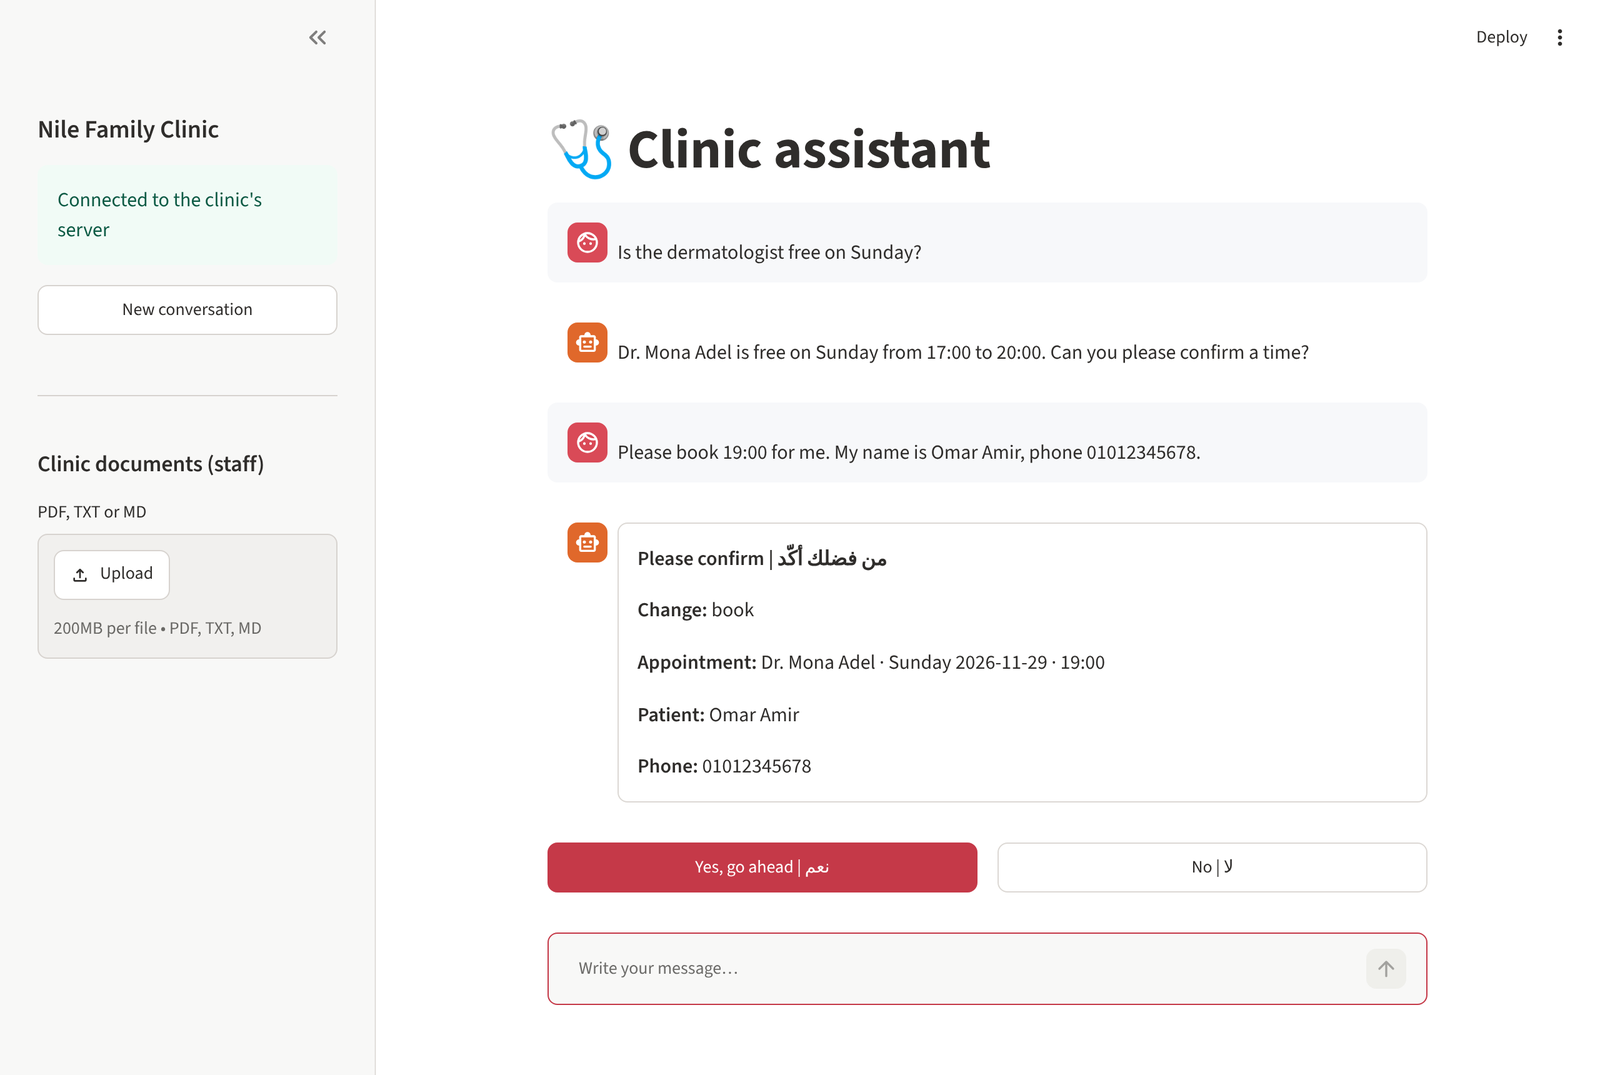 Deploy
Nile Family Clinic
Connected to the clinic's
server
New conversation
Clinic documents (staff)
PDF, TXT or MD
Upload
200MB per file • PDF, TXT, MD
Clinic assistant
Is the dermatologist free on Sunday?
Dr. Mona Adel is free on Sunday from 17:00 to 20:00. Can you please confirm a time?
Please book 19:00 for me. My name is Omar Amir, phone 01012345678.
Please confirm | من فضلك أكّد
Change: book
Appointment: Dr. Mona Adel · Sunday 2026-11-29 · 19:00
Patient: Omar Amir
Phone: 01012345678
Yes, go ahead | نعم
No | لا
Write your message…